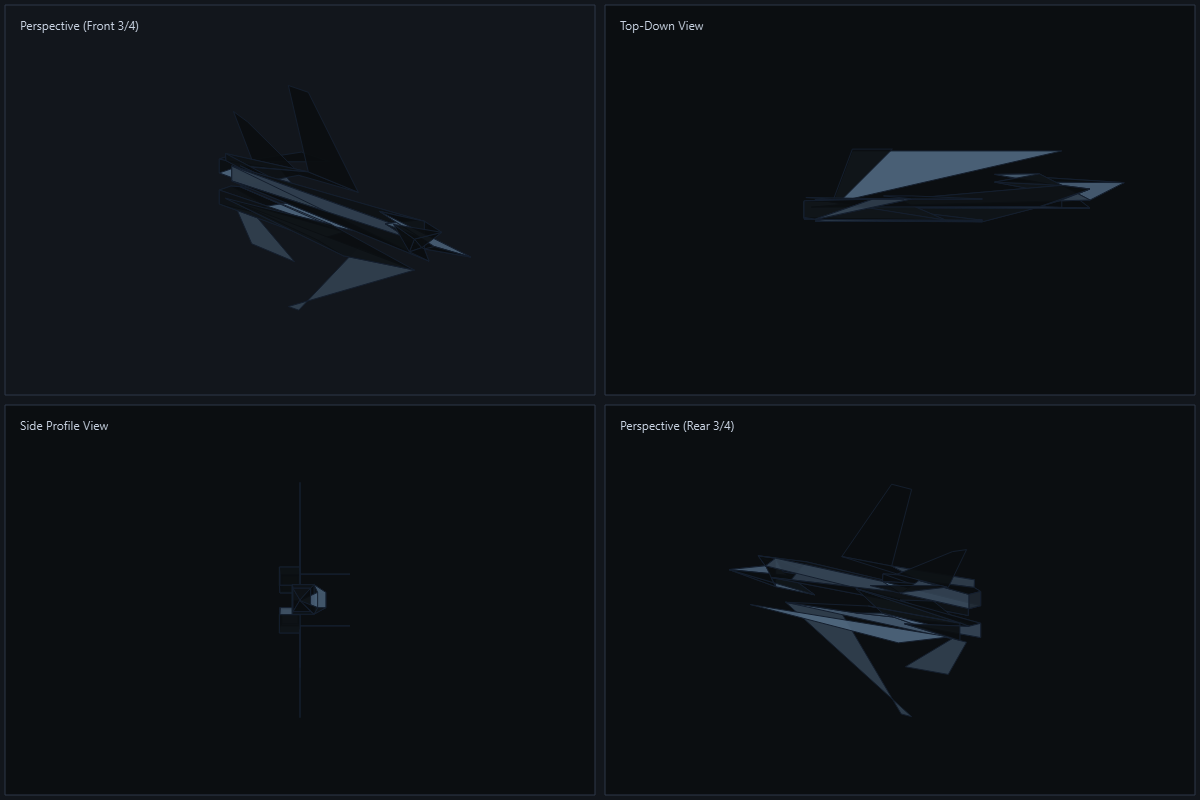 Perspective (Front 3/4)
Top-Down View
Side Profile View
Perspective (Rear 3/4)